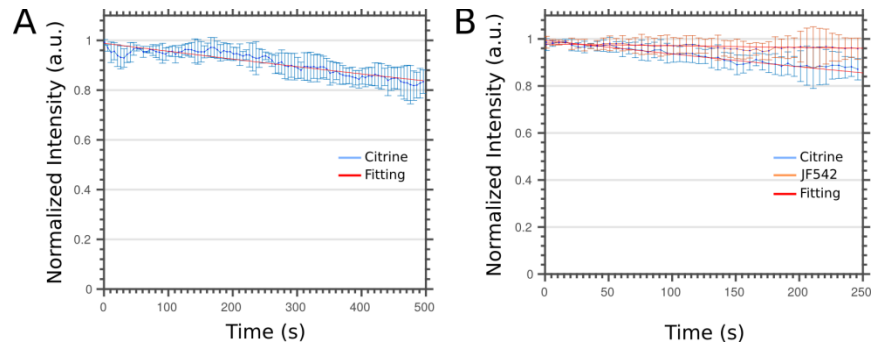 A
Normalized Intensity (a.u.)
1
0.8
0.6
0.4
0.2
0
Citrine
Fitting
0 100 200 300 400 500
Time (s)
B
Normalized Intensity (a.u.)
1
0.8
0.6
0.4
0.2
0
Citrine
JF542
Fitting
0 50 100 150 200 250
Time (s)